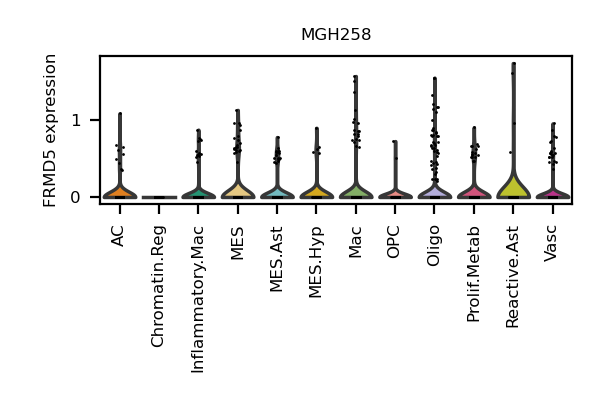 MGH258
FRMD5 expression
1
0
AC
Chromatin.Reg
Inflammatory.Mac
MES
MES.Ast
MES.Hyp
Mac
OPC
Oligo
Prolif.Metab
Reactive.Ast
Vasc